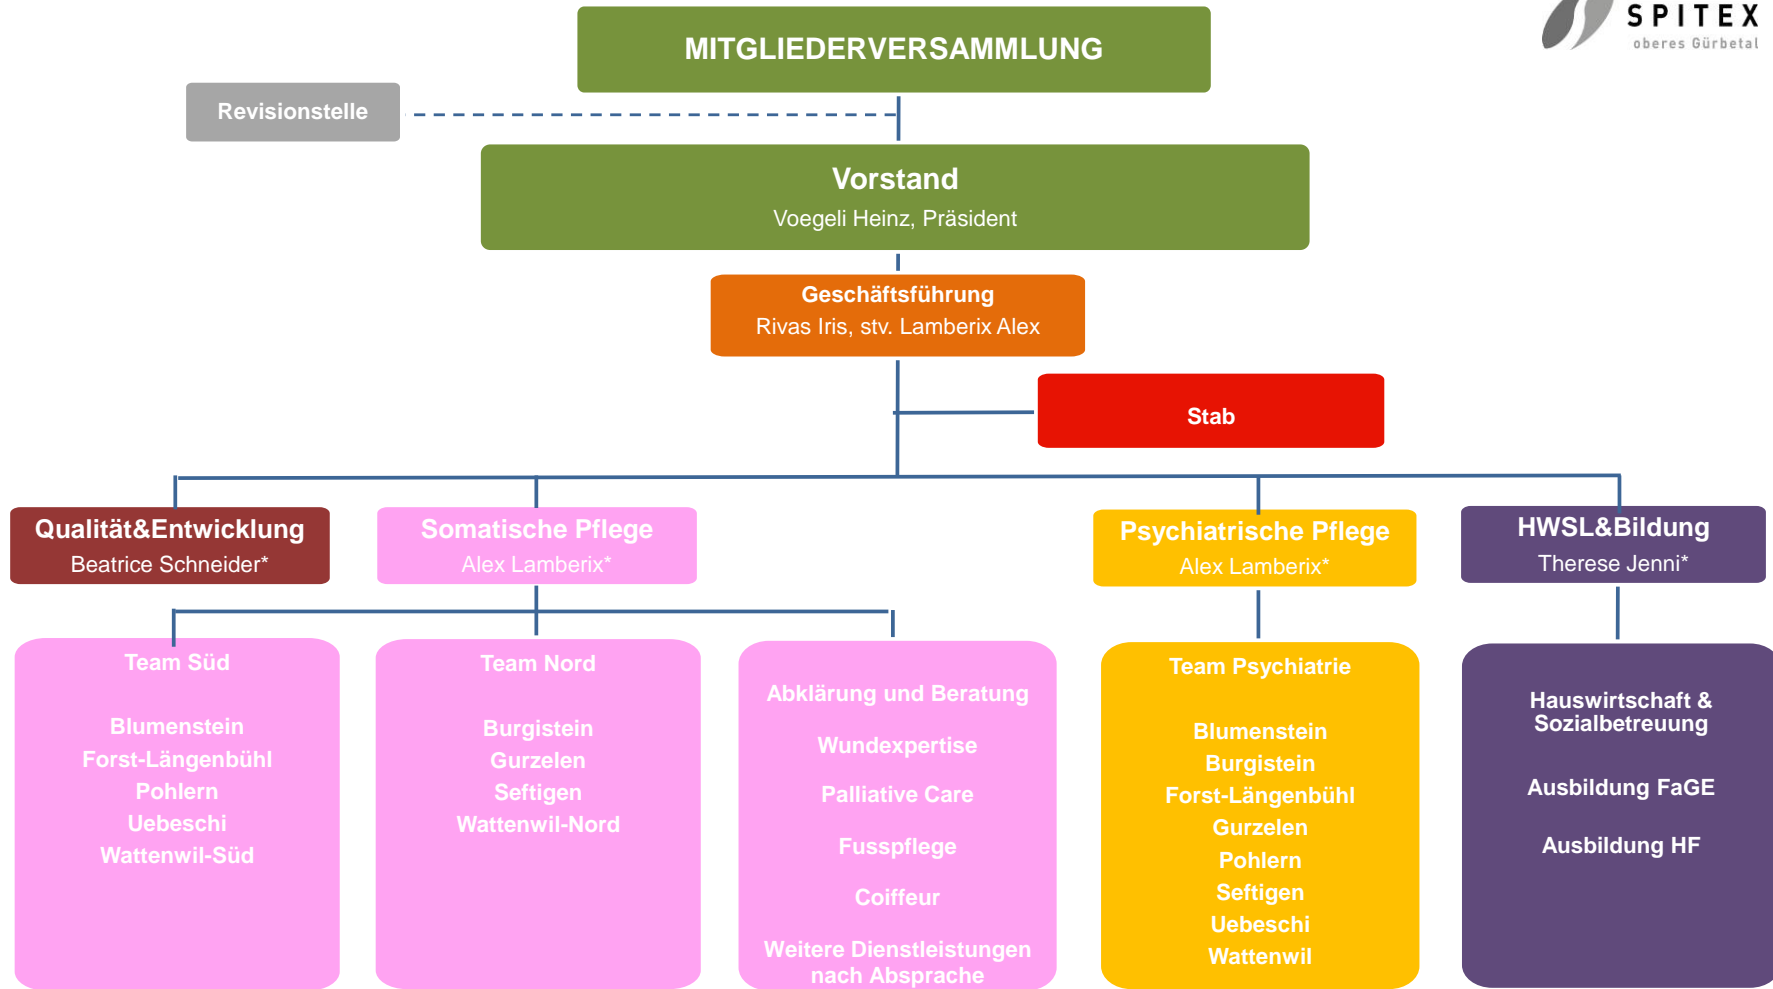 SPITEX
oberes Gürbetal
MITGLIEDERVERSAMMLUNG
Revisionstelle
Vorstand
Voegeli Heinz, Präsident
Geschäftsführung
Rivas Iris, stv. Lamberix Alex
Stab
Qualität&Entwicklung
Beatrice Schneider*
Somatische Pflege
Alex Lamberix*
Psychiatrische Pflege
Alex Lamberix*
HWSL&Bildung
Therese Jenni*
Team Süd
Blumenstein
Forst-Längenbühl
Pohlern
Uebeschi
Wattenwil-Süd
Team Nord
Burgistein
Gurzelen
Seftigen
Wattenwil-Nord
Abklärung und Beratung
Wundexpertise
Palliative Care
Fusspflege
Coiffeur
Weitere Dienstleistungen
nach Absprache
Team Psychiatrie
Blumenstein
Burgistein
Forst-Längenbühl
Gurzelen
Pohlern
Seftigen
Uebeschi
Wattenwil
Hauswirtschaft &
Sozialbetreuung
Ausbildung FaGE
Ausbildung HF